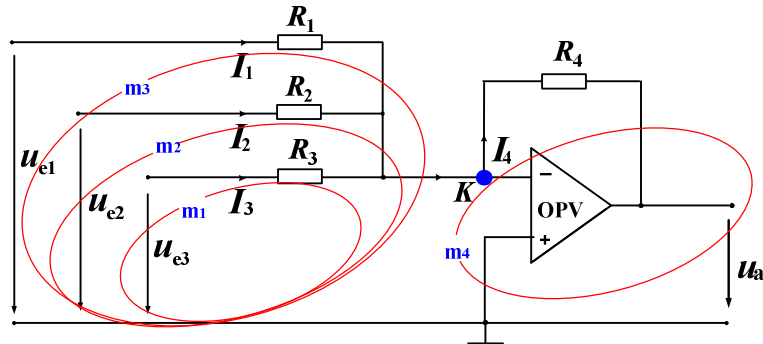 R₁
I₁
m₃
R₂
I₂
m₂
R₃
I₃
m₁
uₑ₁
uₑ₂
uₑ₃
R₄
I₄
K
−
OPV
+
m₄
uₐ